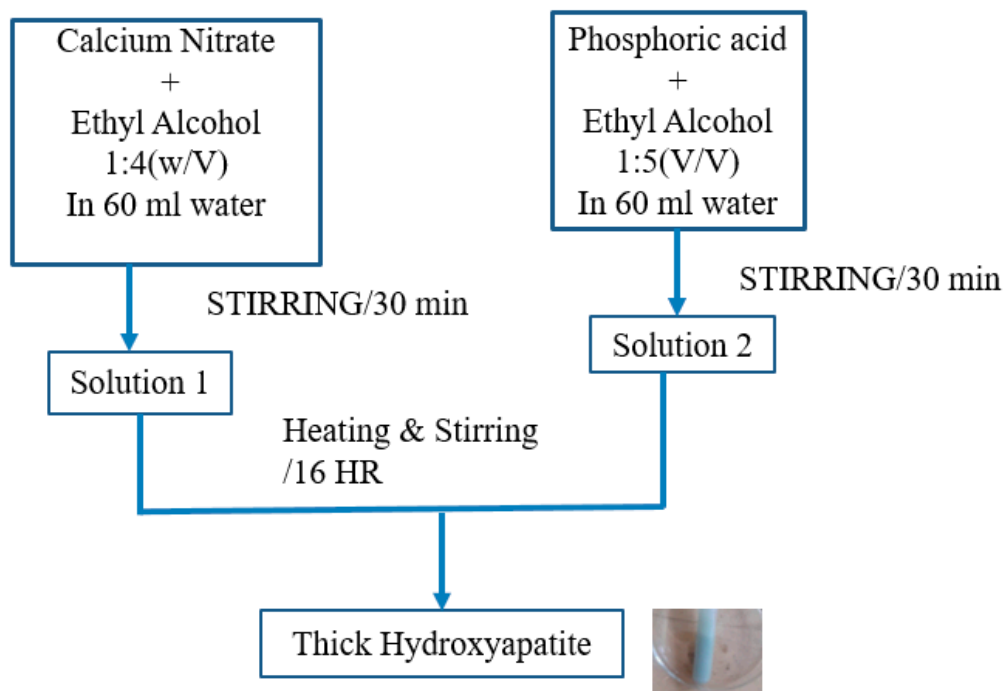 Calcium Nitrate
+
Ethyl Alcohol
1:4(w/V)
In 60 ml water
Phosphoric acid
+
Ethyl Alcohol
1:5(V/V)
In 60 ml water
STIRRING/30 min
STIRRING/30 min
Solution 1
Solution 2
Heating & Stirring
/16 HR
Thick Hydroxyapatite